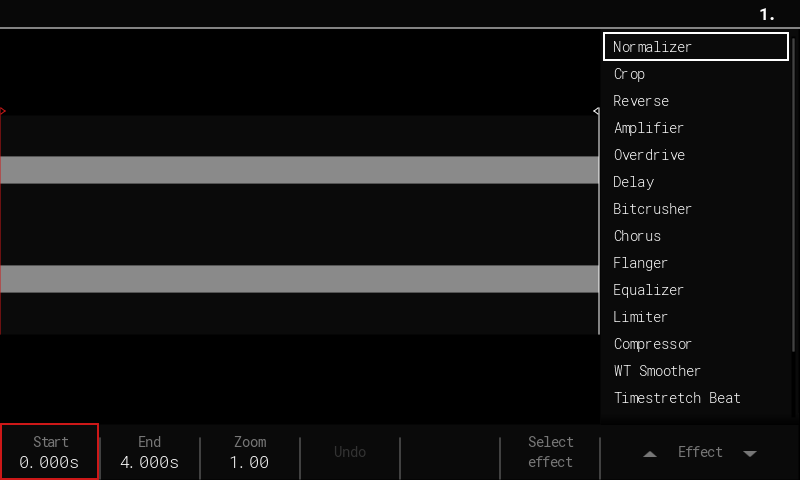 1.
Normalizer
Crop
Reverse
Amplifier
Overdrive
Delay
Bitcrusher
Chorus
Flanger
Equalizer
Limiter
Compressor
WT Smoother
Timestretch Beat
Start
0.000s
End
4.000s
Zoom
1.00
Undo
Select
effect
Effect